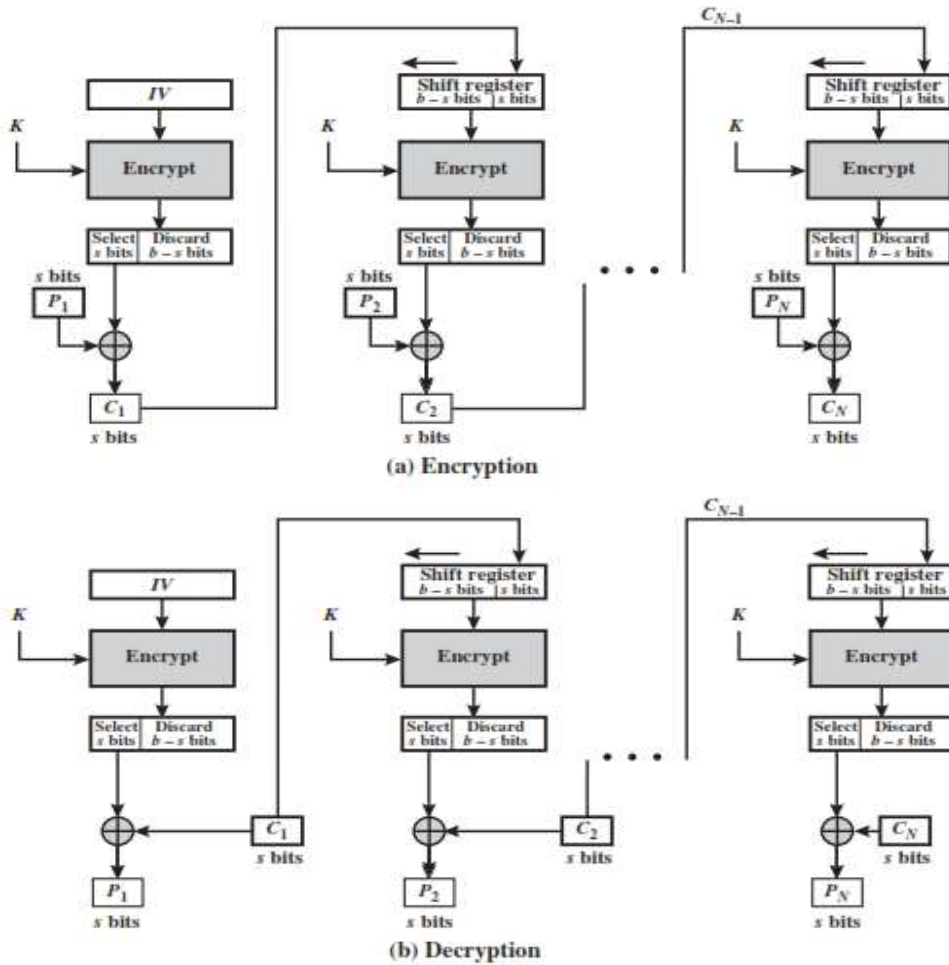 C_{N-1}
IV
Shift register
b – s bits | s bits
Shift register
b – s bits | s bits
K
K
K
Encrypt
Encrypt
Encrypt
Select | Discard
s bits | b – s bits
Select | Discard
s bits | b – s bits
Select | Discard
s bits | b – s bits
s bits
s bits
s bits
P_1
P_2
P_N
C_1
C_2
C_N
s bits
s bits
s bits
(a) Encryption
C_{N-1}
IV
Shift register
b – s bits | s bits
Shift register
b – s bits | s bits
K
K
K
Encrypt
Encrypt
Encrypt
Select | Discard
s bits | b – s bits
Select | Discard
s bits | b – s bits
Select | Discard
s bits | b – s bits
C_1
C_2
C_N
s bits
s bits
s bits
P_1
P_2
P_N
s bits
s bits
s bits
(b) Decryption